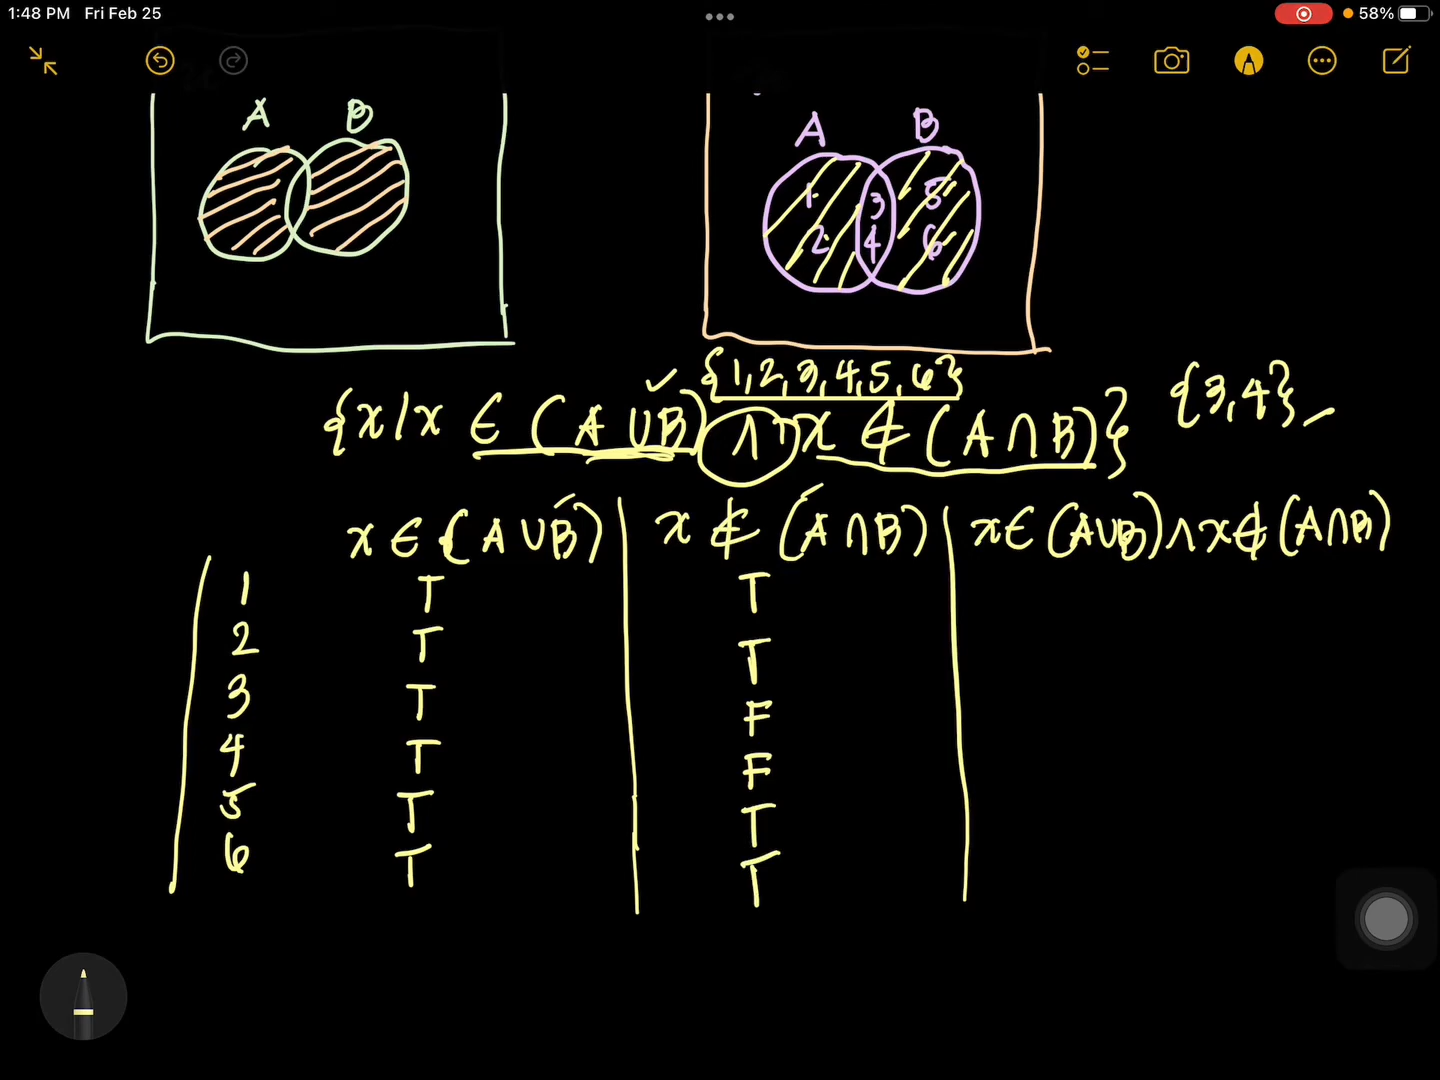 1:48 PM Fri Feb 25
58%
A B
A B
1 3 5
2 4 6
{1,2,3,4,5,6}
{x/x ∈ (A ∪ B) ∧ x ∉ (A ∩ B)} {3,4}
x ∈ (A ∪ B) x ∉ (A ∩ B) x ∈ (A∪B) ∧ x ∉ (A∩B)
1 T T
2 T T
3 T F
4 T F
5 T T
6 T T